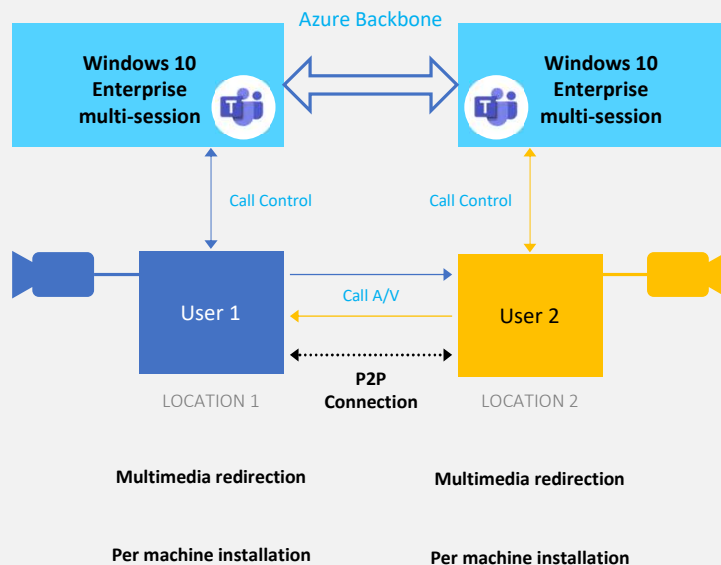 Azure Backbone
Windows 10
Enterprise
multi-session
Windows 10
Enterprise
multi-session
T
T
Call Control
Call Control
User 1
Call A/V
User 2
P2P
Connection
LOCATION 1
LOCATION 2
Multimedia redirection
Multimedia redirection
Per machine installation
Per machine installation